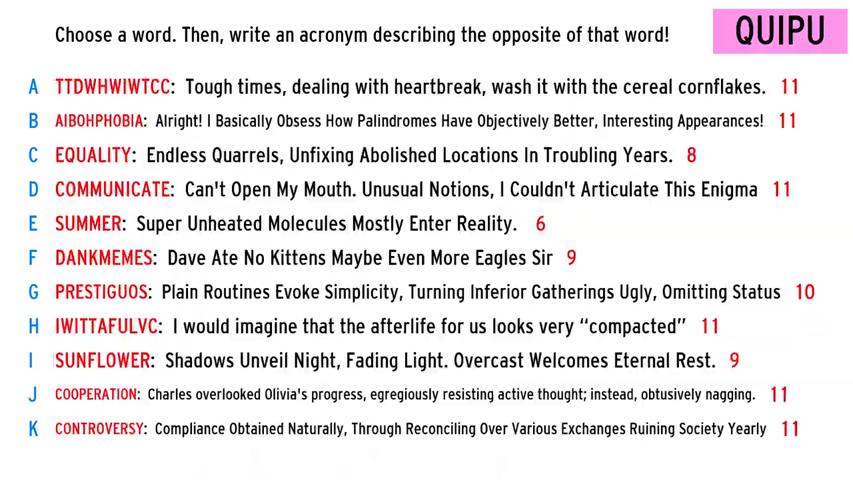 Choose a word. Then, write an acronym describing the opposite of that word!
QUIPU
A TTDWHWIWTCC: Tough times, dealing with heartbreak, wash it with the cereal cornflakes. 11
B AIBOHPHOBIA: Alright! I Basically Obsess How Palindromes Have Objectively Better, Interesting Appearances! 11
C EQUALITY: Endless Quarrels, Unfixing Abolished Locations In Troubling Years. 8
D COMMUNICATE: Can't Open My Mouth. Unusual Notions, I Couldn't Articulate This Enigma 11
E SUMMER: Super Unheated Molecules Mostly Enter Reality. 6
F DANKMEMES: Dave Ate No Kittens Maybe Even More Eagles Sir 9
G PRESTIGUOS: Plain Routines Evoke Simplicity, Turning Inferior Gatherings Ugly, Omitting Status 10
H IWITTAFULVC: I would imagine that the afterlife for us looks very “compacted” 11
I SUNFLOWER: Shadows Unveil Night, Fading Light. Overcast Welcomes Eternal Rest. 9
J COOPERATION: Charles overlooked Olivia's progress, egregiously resisting active thought; instead, obtusively nagging. 11
K CONTROVERSY: Compliance Obtained Naturally, Through Reconciling Over Various Exchanges Ruining Society Yearly 11